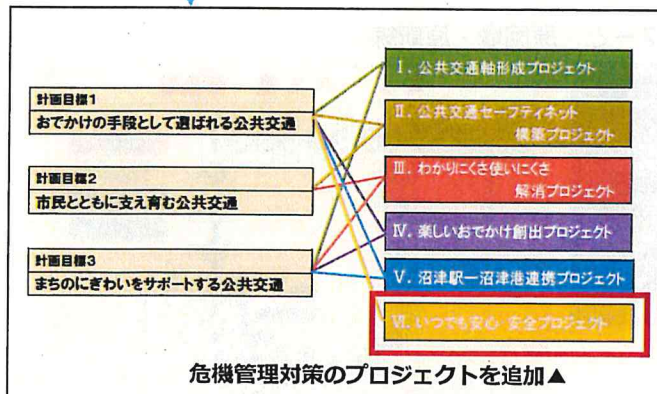 計画目標1
おでかけの手段として選ばれる公共交通
計画目標2
市民とともに支え育む公共交通
計画目標3
まちのにぎわいをサポートする公共交通
Ⅰ. 公共交通軸形成プロジェクト
Ⅱ. 公共交通セーフティネット
構築プロジェクト
Ⅲ. わかりにくさ使いにくさ
解消プロジェクト
Ⅳ. 楽しいおでかけ創出プロジェクト
Ⅴ. 沼津駅ー沼津港連携プロジェクト
Ⅵ. いつでも安心・安全プロジェクト
危機管理対策のプロジェクトを追加▲